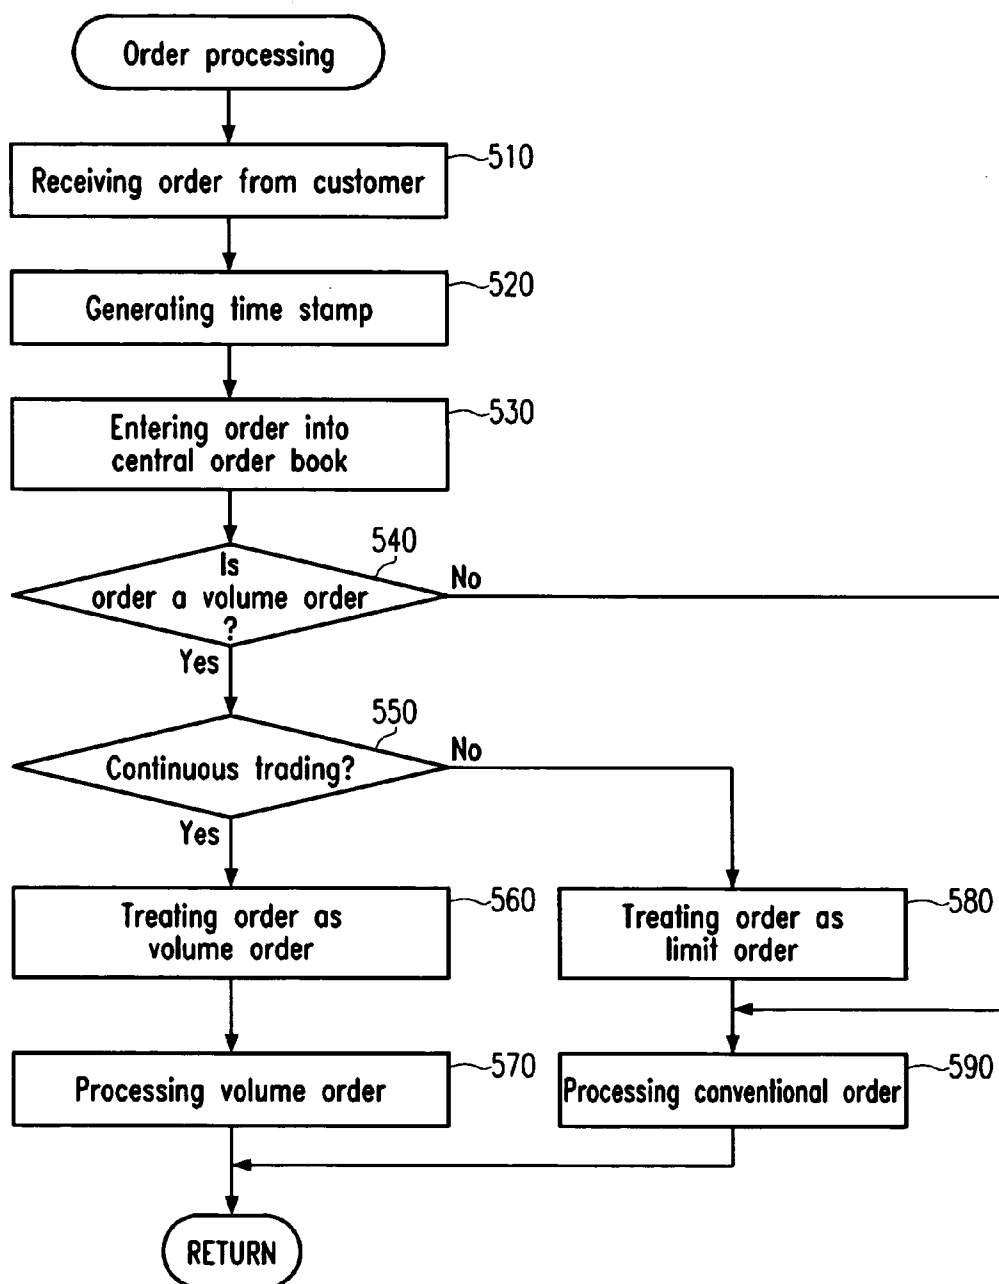 Order processing
510
Receiving order from customer
520
Generating time stamp
530
Entering order into
central order book
540
Is
order a volume order
?
No
Yes
550
Continuous trading?
No
Yes
560
Treating order as
volume order
580
Treating order as
limit order
570
Processing volume order
590
Processing conventional order
RETURN